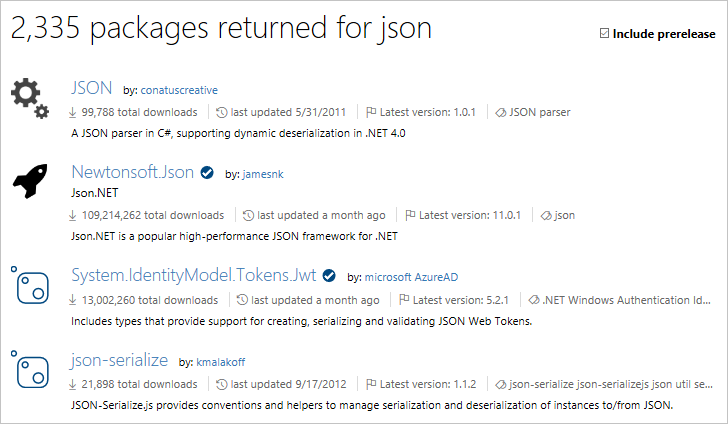 2,335 packages returned for json
Include prerelease
JSON by: conatuscreative
99,788 total downloads last updated 5/31/2011 Latest version: 1.0.1 JSON parser
A JSON parser in C#, supporting dynamic deserialization in .NET 4.0
Newtonsoft.Json by: jamesnk
Json.NET
109,214,262 total downloads last updated a month ago Latest version: 11.0.1 json
Json.NET is a popular high-performance JSON framework for .NET
System.IdentityModel.Tokens.Jwt by: microsoft AzureAD
13,002,260 total downloads last updated a month ago Latest version: 5.2.1 .NET Windows Authentication Id...
Includes types that provide support for creating, serializing and validating JSON Web Tokens.
json-serialize by: kmalakoff
21,898 total downloads last updated 9/17/2012 Latest version: 1.1.2 json-serialize json-serializejs json util se...
JSON-Serialize.js provides conventions and helpers to manage serialization and deserialization of instances to/from JSON.